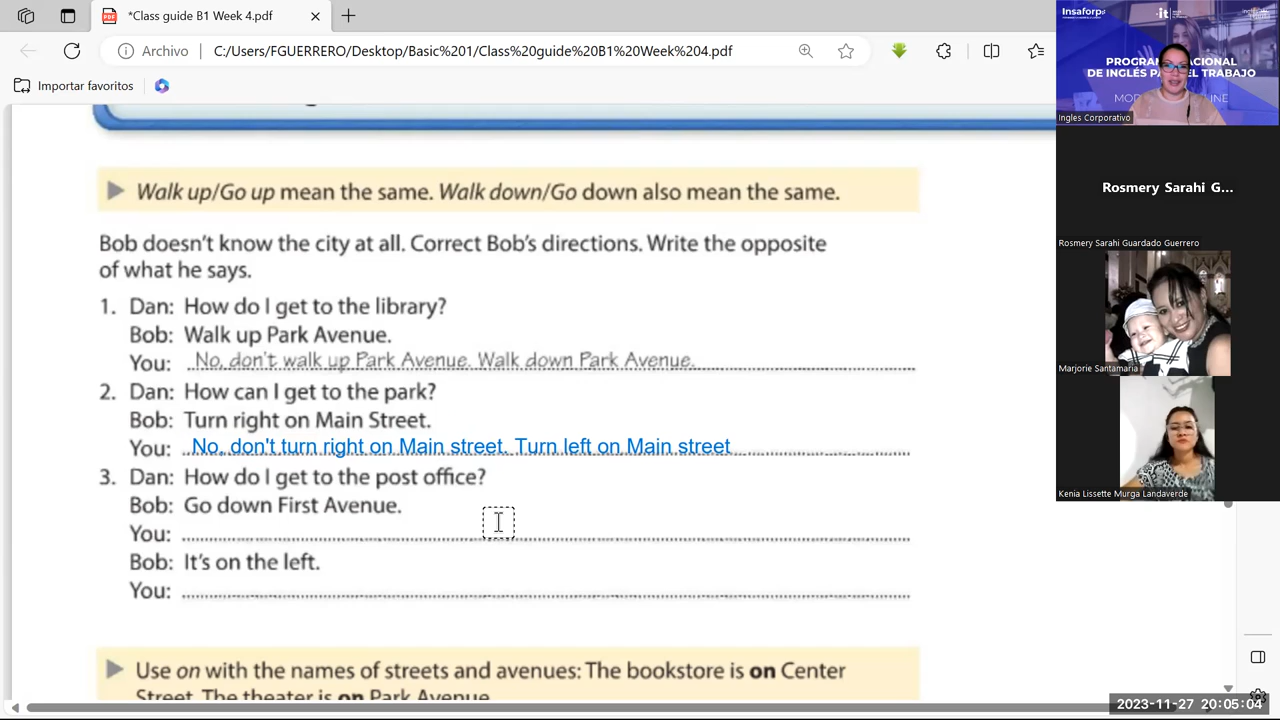 *Class guide B1 Week 4.pdf
Archivo
C:/Users/FGUERRERO/Desktop/Basic%201/Class%20guide%20B1%20Week%204.pdf
Importar favoritos
Walk up/Go up mean the same. Walk down/Go down also mean the same.
Bob doesn't know the city at all. Correct Bob's directions. Write the opposite
of what he says.
1. Dan: How do I get to the library?
Bob: Walk up Park Avenue.
You: No, don't walk up Park Avenue. Walk down Park Avenue.
2. Dan: How can I get to the park?
Bob: Turn right on Main Street.
You: No, don't turn right on Main street. Turn left on Main street
3. Dan: How do I get to the post office?
Bob: Go down First Avenue.
You:
Bob: It's on the left.
You:
Use on with the names of streets and avenues: The bookstore is on Center
Street. The theater is on Park Avenue.
Insaforp
Ingles Corporativo
Rosmery Sarahi G...
Rosmery Sarahi Guardado Guerrero
Marjorie Santamaria
Kenia Lissette Murga Landaverde
2023-11-27 20:05:04